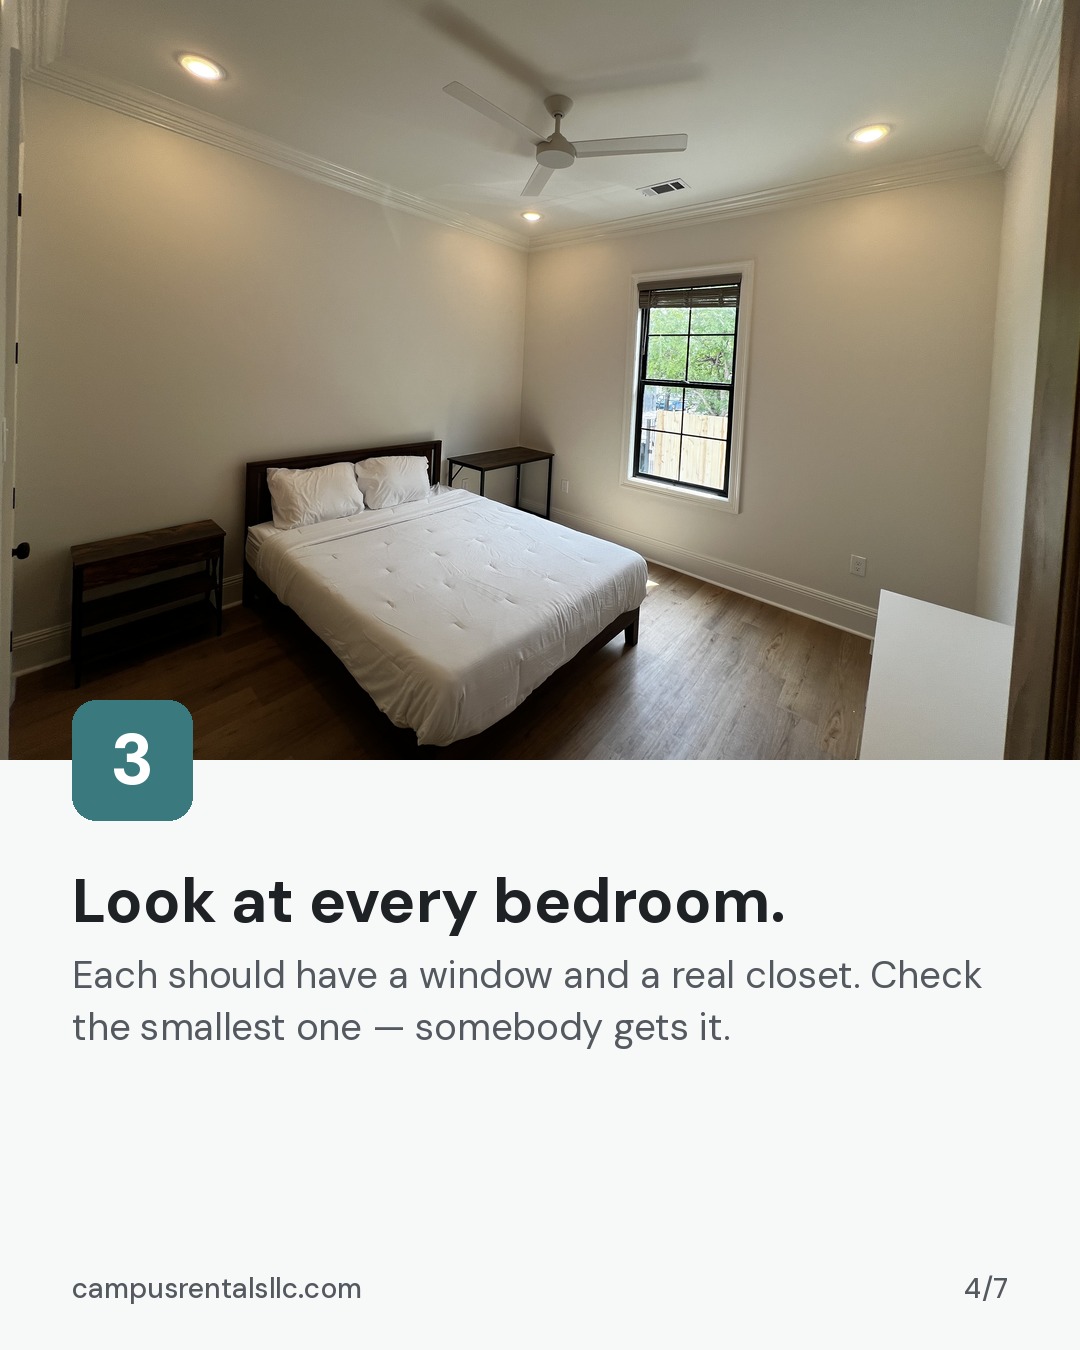 3
Look at every bedroom.
Each should have a window and a real closet. Check
the smallest one — somebody gets it.
campusrentalsllc.com
4/7